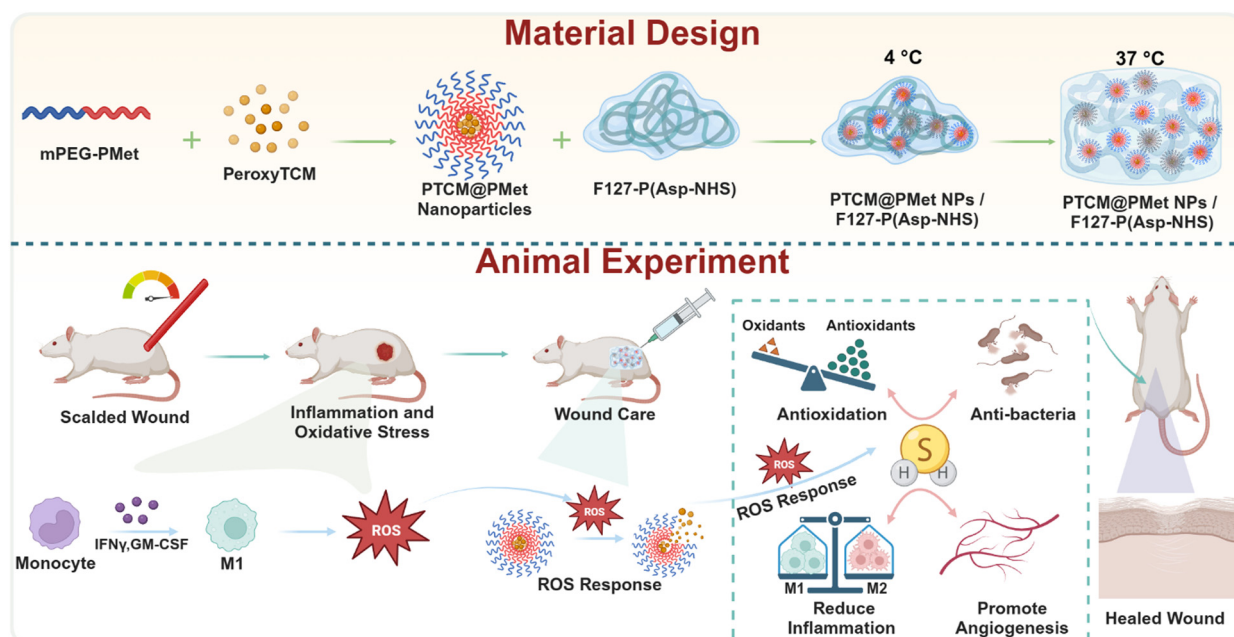 Material Design
4 °C
37 °C
mPEG-PMet
PeroxyTCM
PTCM@PMet
Nanoparticles
F127-P(Asp-NHS)
PTCM@PMet NPs /
F127-P(Asp-NHS)
PTCM@PMet NPs /
F127-P(Asp-NHS)
Animal Experiment
Scalded Wound
Inflammation and
Oxidative Stress
Wound Care
Oxidants
Antioxidants
Antioxidation
Anti-bacteria
Monocyte
IFNγ,GM-CSF
M1
ROS
ROS
ROS Response
ROS
ROS Response
S
H
H
M1
M2
Reduce
Inflammation
Promote
Angiogenesis
Healed Wound